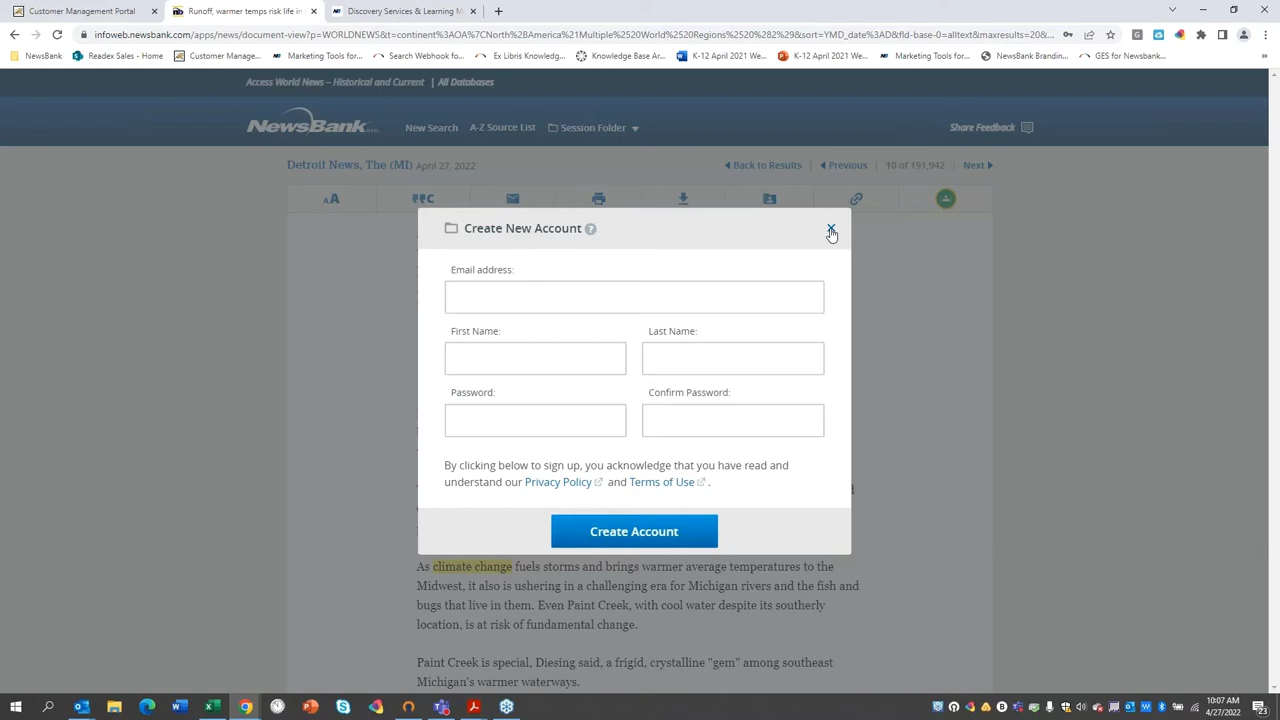 Customer Management Portal
Runoff, warmer temps risk life in
Discovery Services & Learning M
infoweb.newsbank.com/apps/news/document-view?p=WORLDNEWS&t=continent%3AOA%7CNorth%2BAmerica%21Multiple%2520World%2520Regions%2520%282%29&sort=YMD_date%3AD&fld-base-0=alltext&maxresults=20&...
NewsBank
Readex Sales - Home
Customer Manage...
Marketing Tools for...
Search Webhook fo...
Ex Libris Knowledg...
Knowledge Base Ar...
K-12 April 2021 We...
K-12 April 2021 We...
Marketing Tools for...
NewsBank Brandin...
GES for Newsbank...
Access World News – Historical and Current | All Databases
NewsBank, INC.
New Search
A-Z Source List
Session Folder
Share Feedback
Detroit News, The (MI) April 27, 2022
Back to Results
Previous
10 of 191,942
Next
AA
C
Create New Account ?
Email address:
First Name:
Last Name:
Password:
Confirm Password:
By clicking below to sign up, you acknowledge that you have read and
understand our Privacy Policy and Terms of Use .
Create Account
As climate change fuels storms and brings warmer average temperatures to the
Midwest, it also is ushering in a challenging era for Michigan rivers and the fish and
bugs that live in them. Even Paint Creek, with cool water despite its southerly
location, is at risk of fundamental change.
Paint Creek is special, Diesing said, a frigid, crystalline "gem" among southeast
Michigan's warmer waterways.
10:07 AM
4/27/2022
23